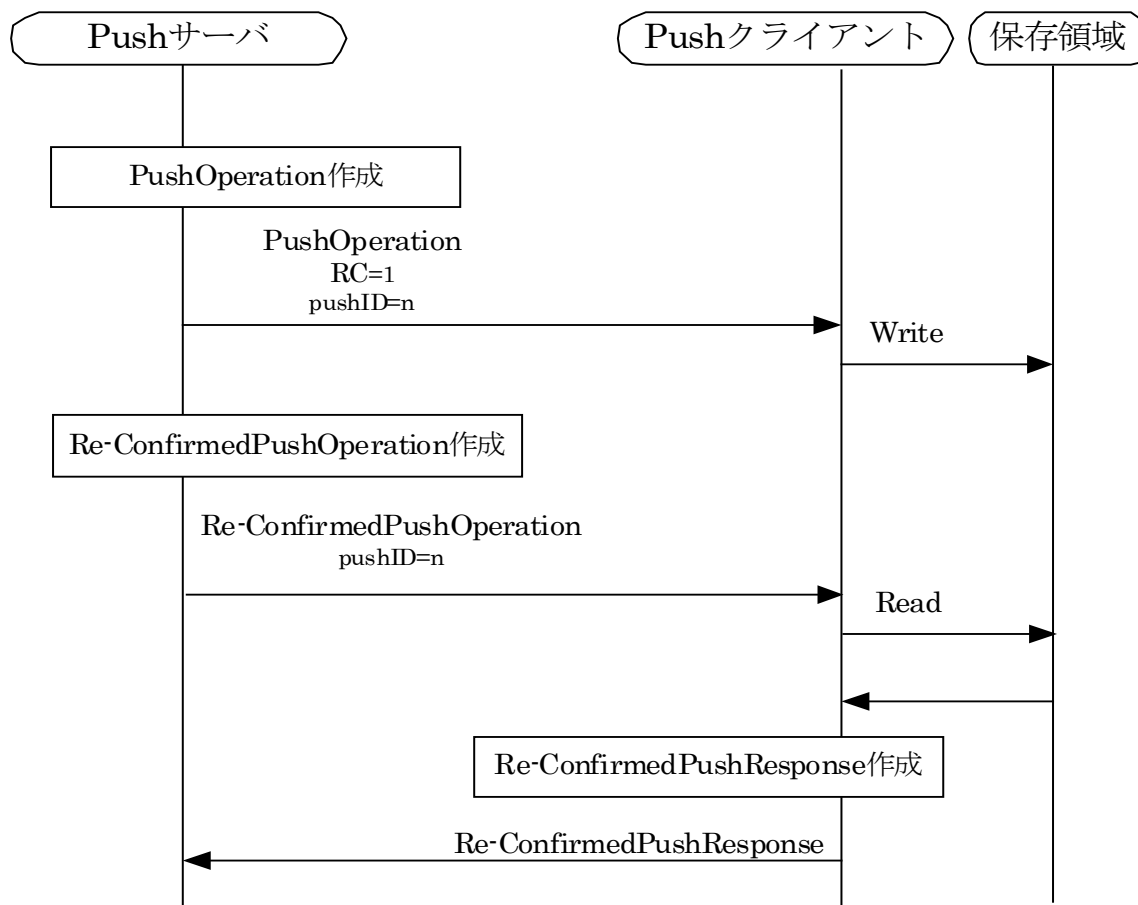 Pushサーバ
Pushクライアント
保存領域
PushOperation作成
PushOperation
RC=1
pushID=n
Write
Re-ConfirmedPushOperation作成
Re-ConfirmedPushOperation
pushID=n
Read
Re-ConfirmedPushResponse作成
Re-ConfirmedPushResponse